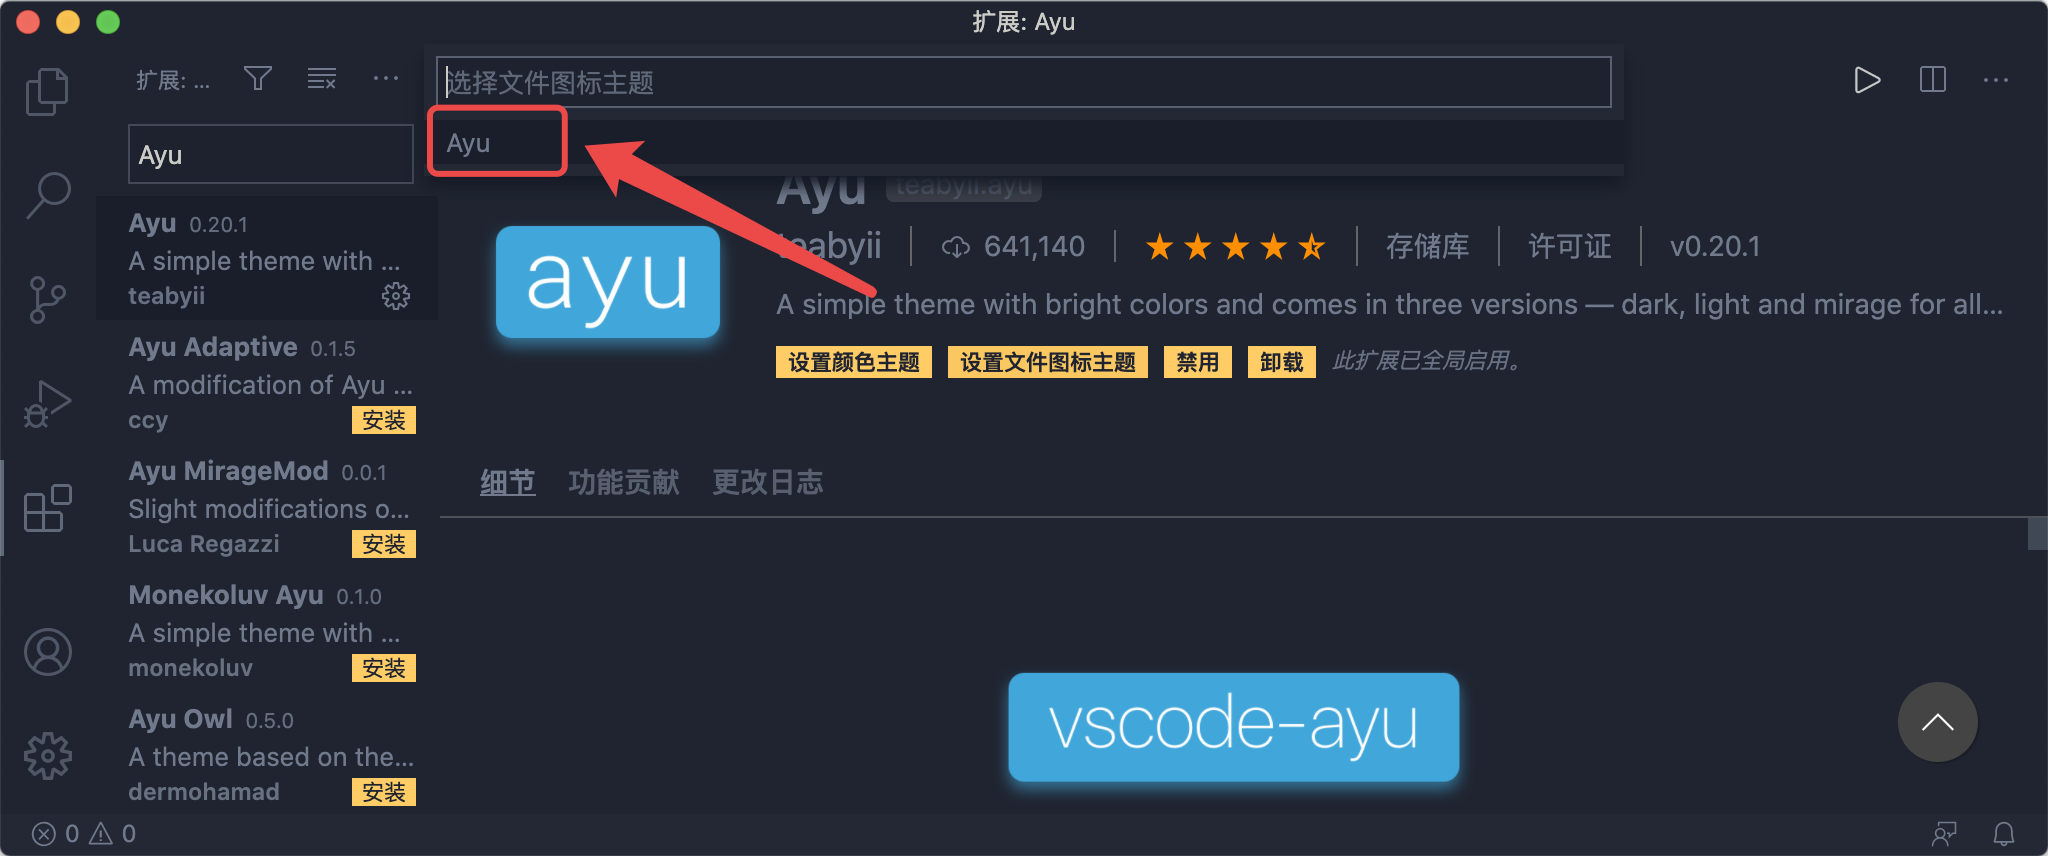 扩展: Ayu
扩展: ...
选择文件图标主题
Ayu
Ayu
Ayu 0.20.1
A simple theme with ...
teabyii
Ayu Adaptive 0.1.5
A modification of Ayu ...
ccy
安装
Ayu MirageMod 0.0.1
Slight modifications o...
Luca Regazzi
安装
Monekoluv Ayu 0.1.0
A simple theme with ...
monekoluv
安装
Ayu Owl 0.5.0
A theme based on the...
dermohamad
安装
ayu
Ayu teabyii.ayu
teabyii 641,140 存储库 许可证 v0.20.1
A simple theme with bright colors and comes in three versions — dark, light and mirage for all...
设置颜色主题 设置文件图标主题 禁用 卸载 此扩展已全局启用。
细节 功能贡献 更改日志
vscode-ayu
0 0